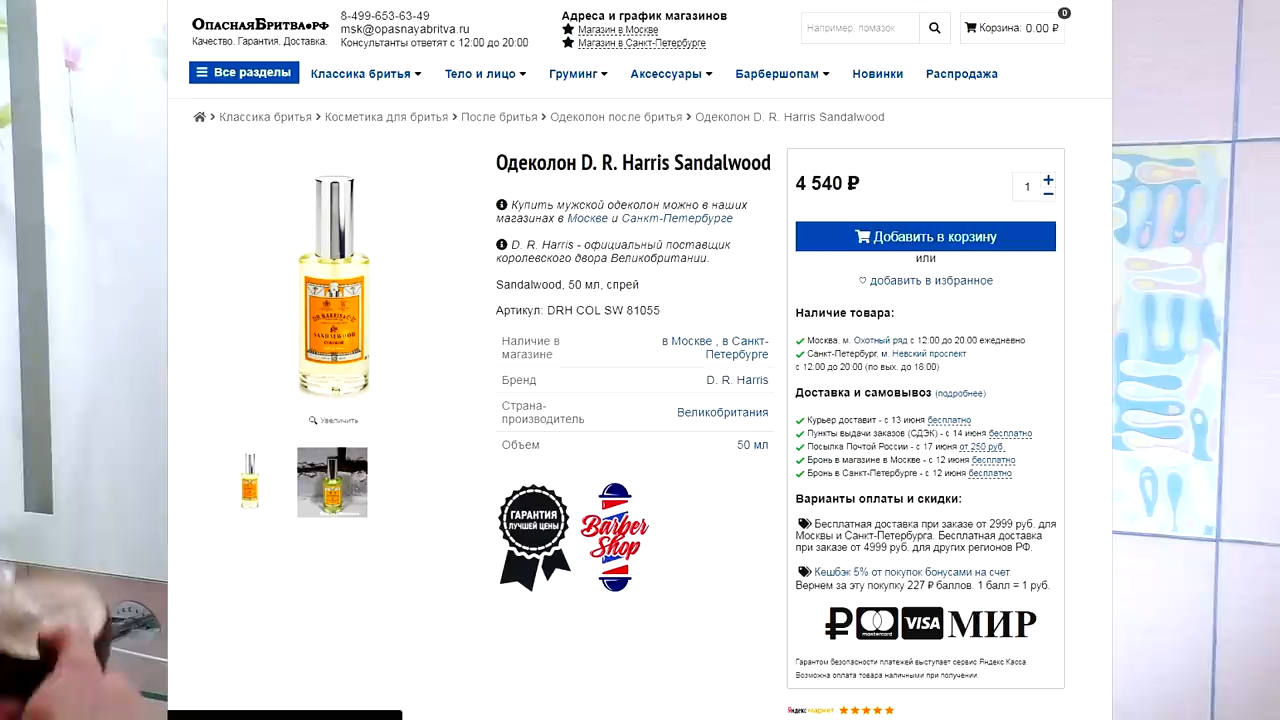 ОпаснаяБритва.рф
Качество. Гарантия. Доставка.
8-499-653-63-49
msk@opasnayabritva.ru
Консультанты ответят с 12:00 до 20:00
Адреса и график магазинов
Магазин в Москве
Магазин в Санкт-Петербурге
Например, помазок
0
Корзина: 0.00 ₽
Все разделы
Классика бритья
Тело и лицо
Груминг
Аксессуары
Барбершопам
Новинки
Распродажа
Классика бритья > Косметика для бритья > После бритья > Одеколон после бритья > Одеколон D. R. Harris Sandalwood
Увеличить
Одеколон D. R. Harris Sandalwood
Купить мужской одеколон можно в наших
магазинах в Москве и Санкт-Петербурге
D. R. Harris - официальный поставщик
королевского двора Великобритании.
Sandalwood, 50 мл, спрей
Артикул: DRH COL SW 81055
Наличие в магазине
в Москве , в Санкт-Петербурге
Бренд
D. R. Harris
Страна-производитель
Великобритания
Объем
50 мл
ГАРАНТИЯ
ЛУЧШЕЙ ЦЕНЫ
Barber
Shop
4 540 ₽
1
Добавить в корзину
или
добавить в избранное
Наличие товара:
Москва, м. Охотный ряд с 12:00 до 20:00 ежедневно
Санкт-Петербург, м. Невский проспект
с 12:00 до 20:00 (по вых. до 18:00)
Доставка и самовывоз (подробнее)
Курьер доставит - с 13 июня бесплатно
Пункты выдачи заказов (СДЭК) - с 14 июня бесплатно
Посылка Почтой России - с 17 июня от 250 руб.
Бронь в магазине в Москве - с 12 июня бесплатно
Бронь в Санкт-Петербурге - с 12 июня бесплатно
Варианты оплаты и скидки:
Бесплатная доставка при заказе от 2999 руб. для
Москвы и Санкт-Петербурга. Бесплатная доставка
при заказе от 4999 руб. для других регионов РФ.
Кешбэк 5% от покупок бонусами на счет.
Вернем за эту покупку 227 ₽ баллов. 1 балл = 1 руб.
₽ mastercard VISA МИР
Гарантом безопасности платежей выступает сервис Яндекс.Касса.
Возможна оплата товара наличными при получении.
Яндекс маркет